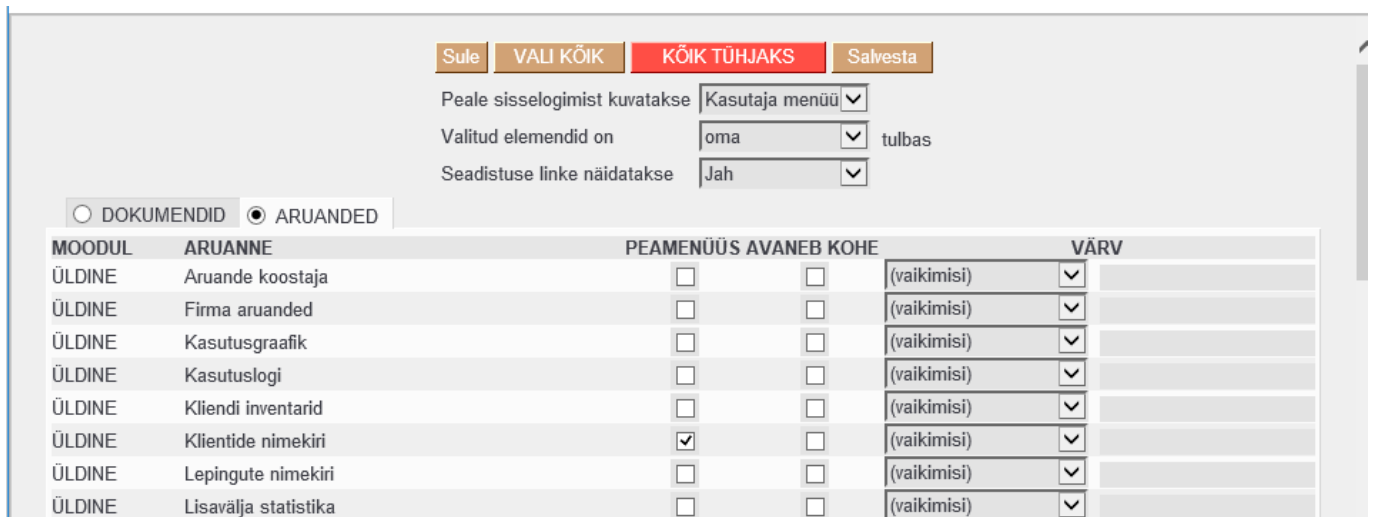 Sule VALI KÕIK KÕIK TÜHJAKS Salvesta
Peale sisselogimist kuvatakse Kasutaja menüü
Valitud elemendid on oma tulbas
Seadistuse linke näidatakse Jah
DOKUMENDID ARUANDED
MOODUL ARUANNE PEAMENÜÜS AVANEB KOHE VÄRV
ÜLDINE Aruande koostaja (vaikimisi)
ÜLDINE Firma aruanded (vaikimisi)
ÜLDINE Kasutusgraafik (vaikimisi)
ÜLDINE Kasutuslogi (vaikimisi)
ÜLDINE Kliendi inventarid (vaikimisi)
ÜLDINE Klientide nimekiri (vaikimisi)
ÜLDINE Lepingute nimekiri (vaikimisi)
ÜLDINE Lisavälja statistika (vaikimisi)